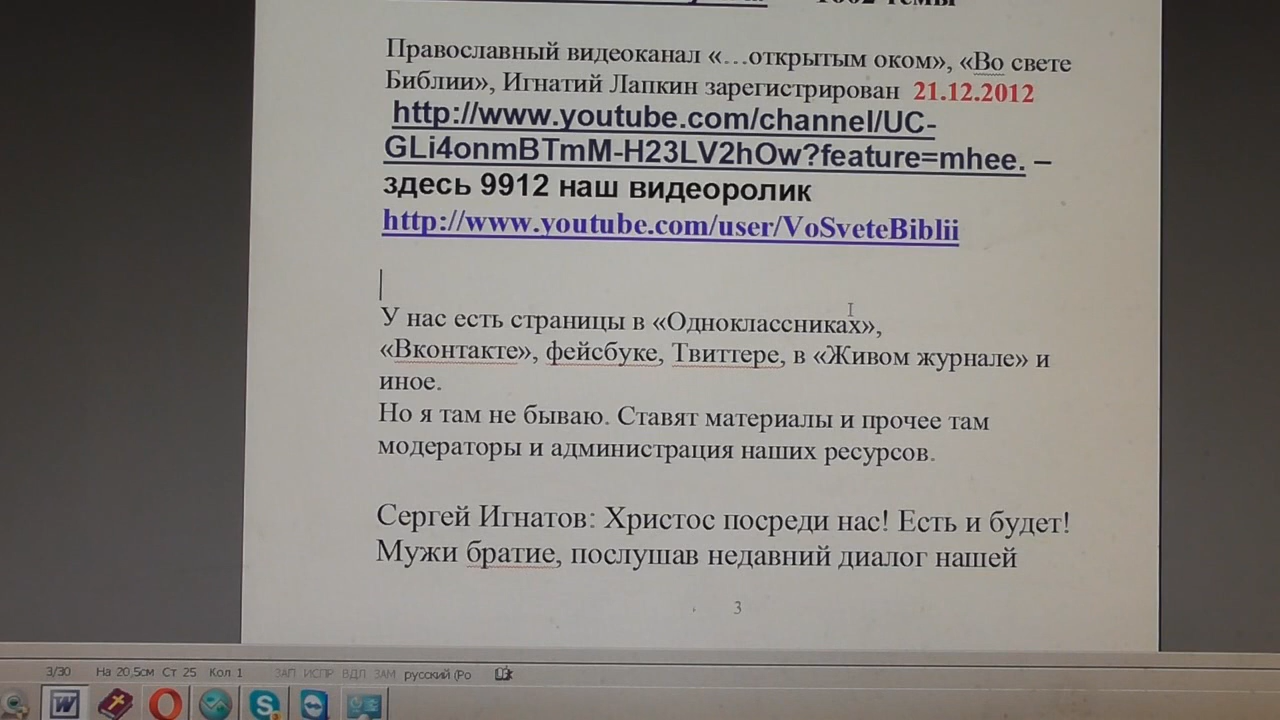 1602 темы
Православный видеоканал «…открытым оком», «Во свете
Библии», Игнатий Лапкин зарегистрирован 21.12.2012
http://www.youtube.com/channel/UC-
GLi4onmBTmM-H23LV2hOw?feature=mhee. –
здесь 9912 наш видеоролик
http://www.youtube.com/user/VoSveteBiblii
У нас есть страницы в «Одноклассниках»,
«Вконтакте», фейсбуке, Твиттере, в «Живом журнале» и
иное.
Но я там не бываю. Ставят материалы и прочее там
модераторы и администрация наших ресурсов.
Сергей Игнатов: Христос посреди нас! Есть и будет!
Мужи братие, послушав недавний диалог нашей
3
3/30 На 20,5см Ст 25 Кол 1 ЗАП ИСПР ВДЛ ЗАМ русский (Ро